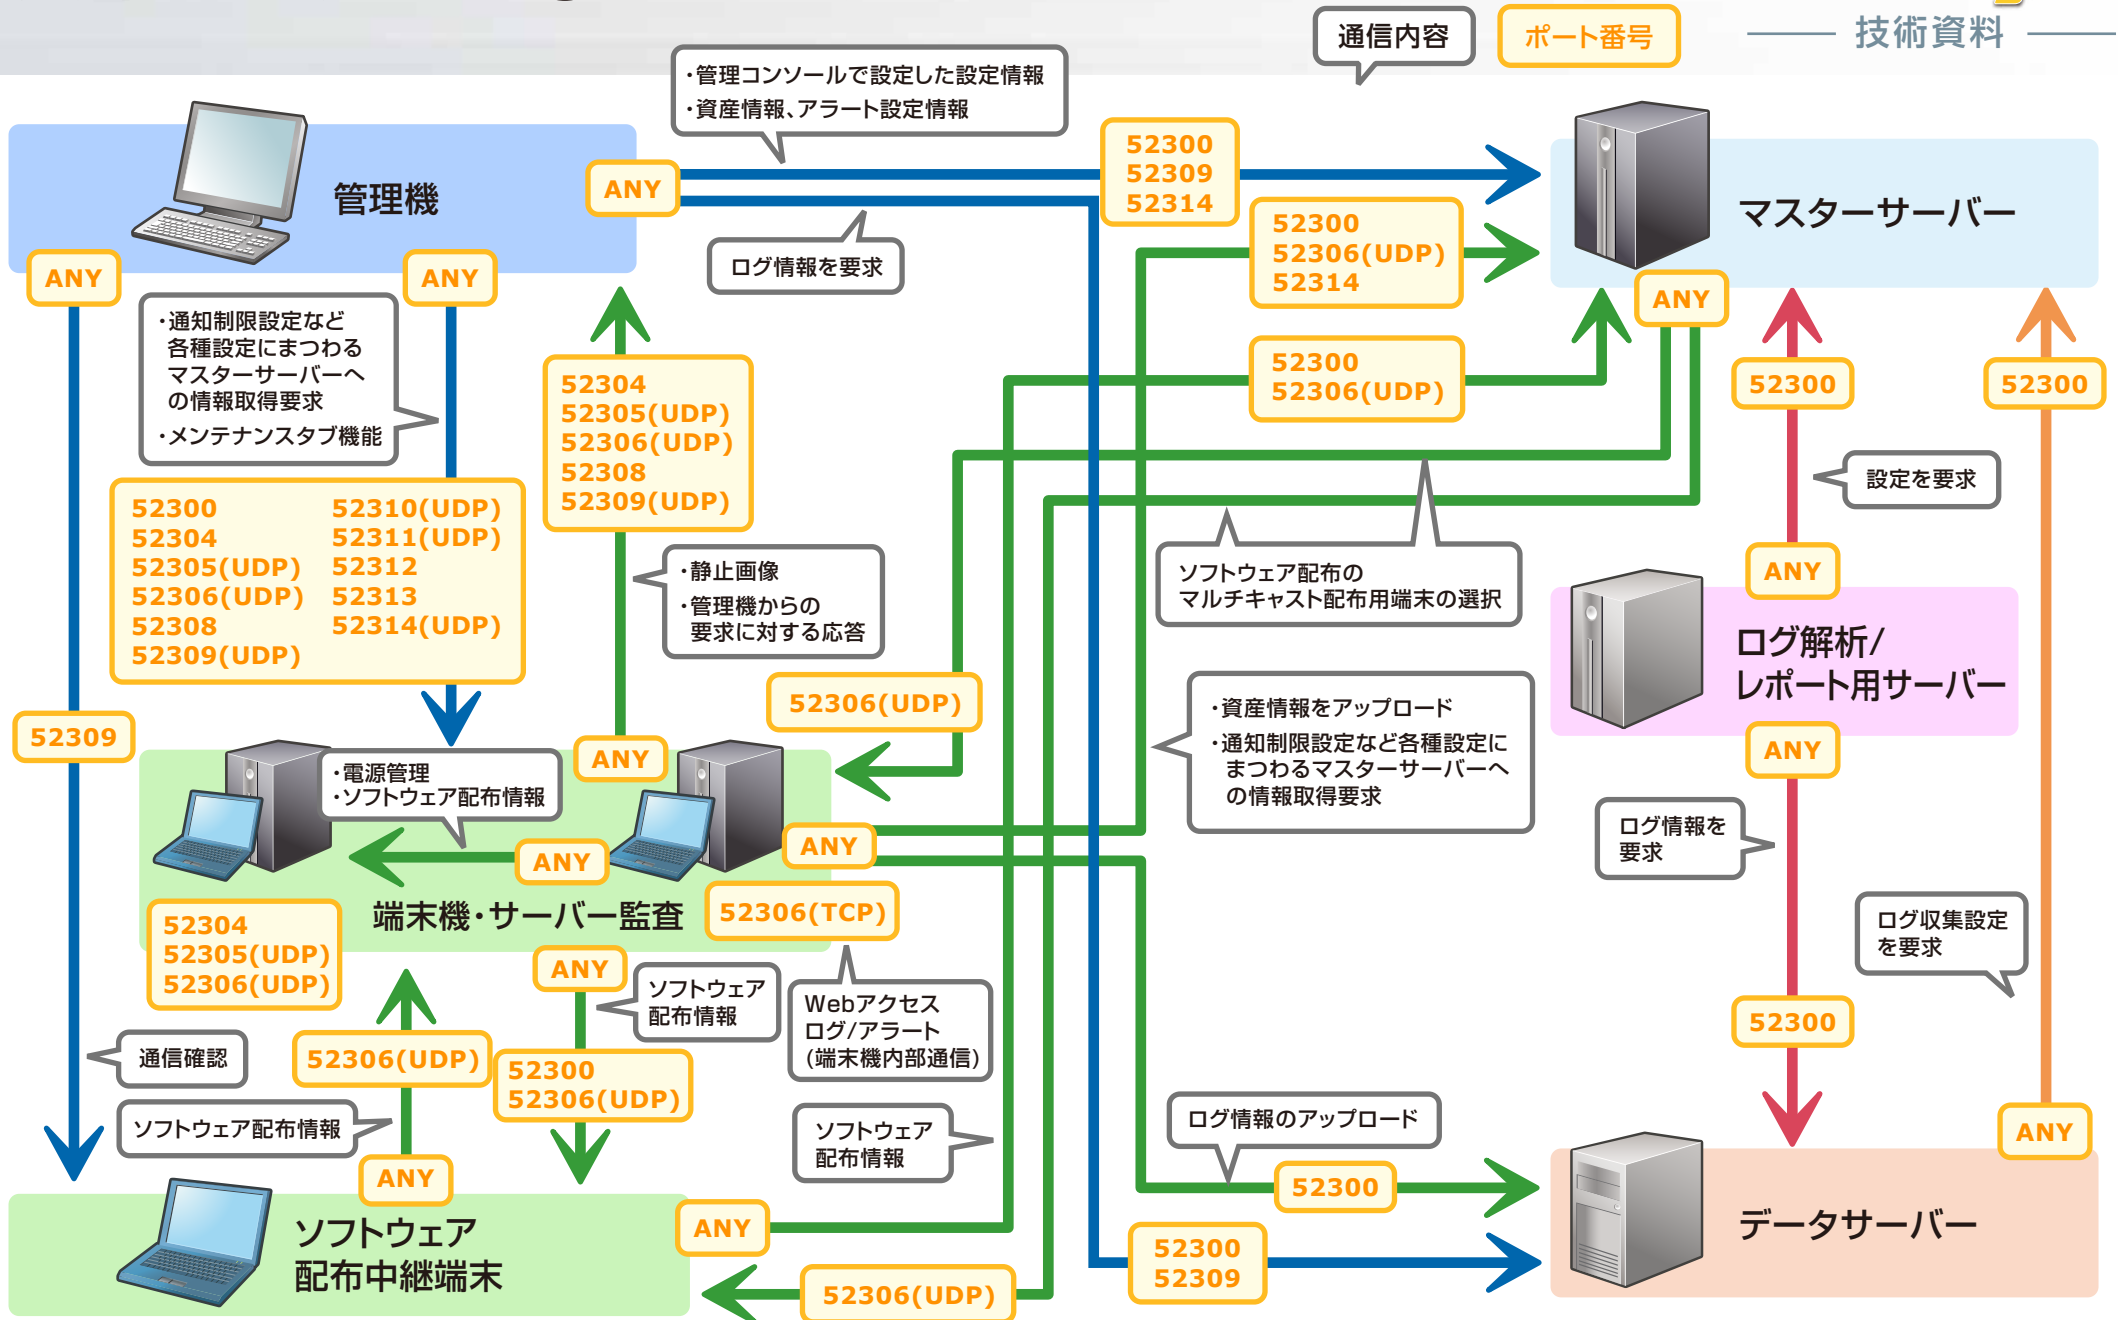 通信内容
ポート番号
技術資料
・管理コンソールで設定した設定情報
・資産情報、アラート設定情報
管理機
ANY
52300
52309
52314
マスターサーバー
ログ情報を要求
52300
52306(UDP)
52314
ANY
ANY
ANY
・通知制限設定など
各種設定にまつわる
マスターサーバーへ
の情報取得要求
・メンテナンスタブ機能
52304
52305(UDP)
52306(UDP)
52308
52309(UDP)
52300
52306(UDP)
52300
52300
設定を要求
52300
52304
52305(UDP)
52306(UDP)
52308
52309(UDP)
52310(UDP)
52311(UDP)
52312
52313
52314(UDP)
・静止画像
・管理機からの
要求に対する応答
ソフトウェア配布の
マルチキャスト配布用端末の選択
ANY
ログ解析/
レポート用サーバー
52306(UDP)
・資産情報をアップロード
・通知制限設定など各種設定に
まつわるマスターサーバーへ
の情報取得要求
52309
ANY
ANY
・電源管理
・ソフトウェア配布情報
ANY
ANY
ログ情報を
要求
端末機・サーバー監査
52306(TCP)
52304
52305(UDP)
52306(UDP)
ログ収集設定
を要求
ANY
ソフトウェア
配布情報
Webアクセス
ログ/アラート
(端末機内部通信)
52300
通信確認
52306(UDP)
52300
52306(UDP)
ソフトウェア配布情報
ソフトウェア
配布情報
ログ情報のアップロード
ANY
ANY
52300
ソフトウェア
配布中継端末
ANY
データサーバー
52300
52309
52306(UDP)